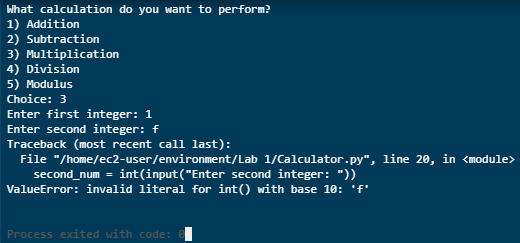 What calculation do you want to perform?
1) Addition
2) Subtraction
3) Multiplication
4) Division
5) Modulus
Choice: 3
Enter first integer: 1
Enter second integer: f
Traceback (most recent call last):
  File "/home/ec2-user/environment/Lab 1/Calculator.py", line 20, in <module>
    second_num = int(input("Enter second integer: "))
ValueError: invalid literal for int() with base 10: 'f'
Process exited with code: 0